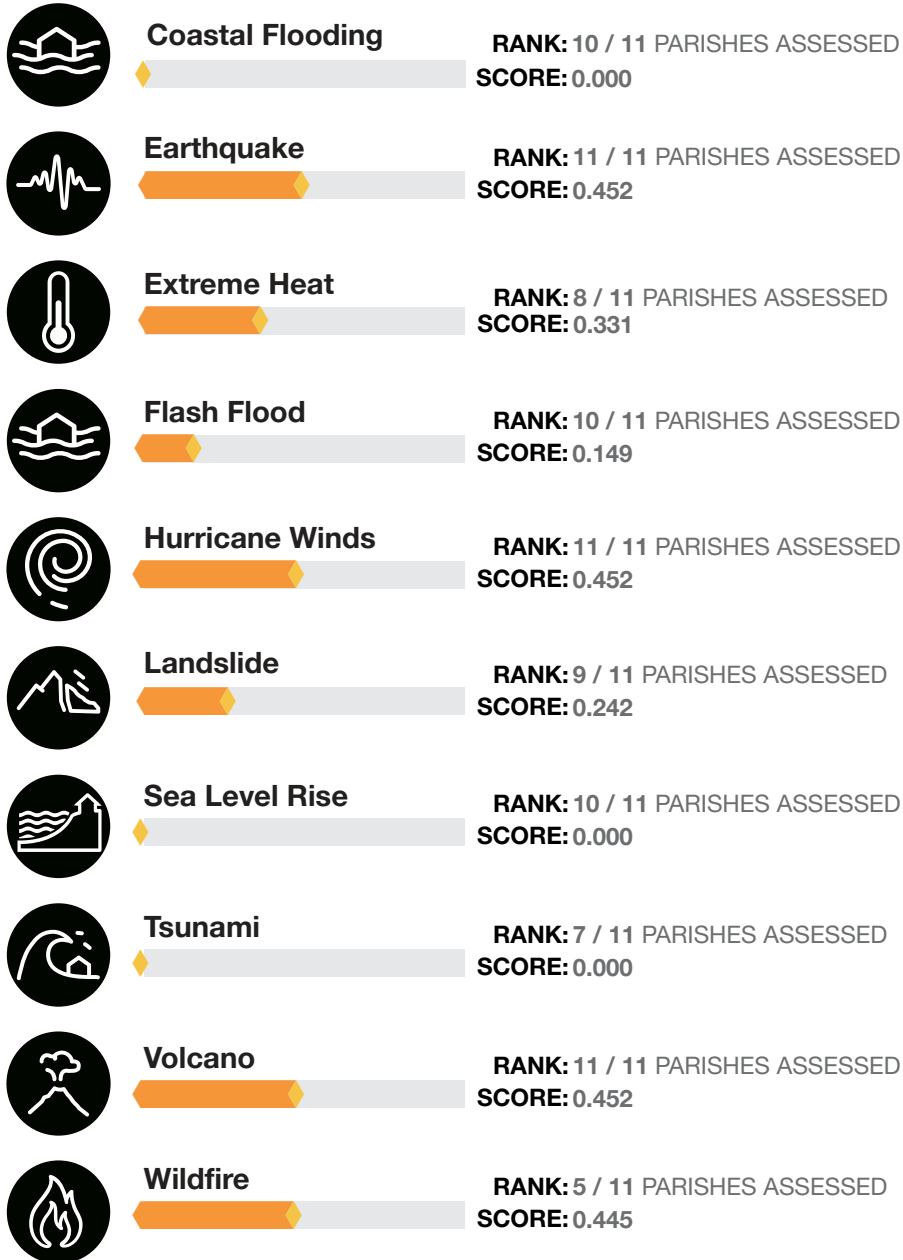 Coastal Flooding
RANK: 10 / 11 PARISHES ASSESSED
SCORE: 0.000
Earthquake
RANK: 11 / 11 PARISHES ASSESSED
SCORE: 0.452
Extreme Heat
RANK: 8 / 11 PARISHES ASSESSED
SCORE: 0.331
Flash Flood
RANK: 10 / 11 PARISHES ASSESSED
SCORE: 0.149
Hurricane Winds
RANK: 11 / 11 PARISHES ASSESSED
SCORE: 0.452
Landslide
RANK: 9 / 11 PARISHES ASSESSED
SCORE: 0.242
Sea Level Rise
RANK: 10 / 11 PARISHES ASSESSED
SCORE: 0.000
Tsunami
RANK: 7 / 11 PARISHES ASSESSED
SCORE: 0.000
Volcano
RANK: 11 / 11 PARISHES ASSESSED
SCORE: 0.452
Wildfire
RANK: 5 / 11 PARISHES ASSESSED
SCORE: 0.445